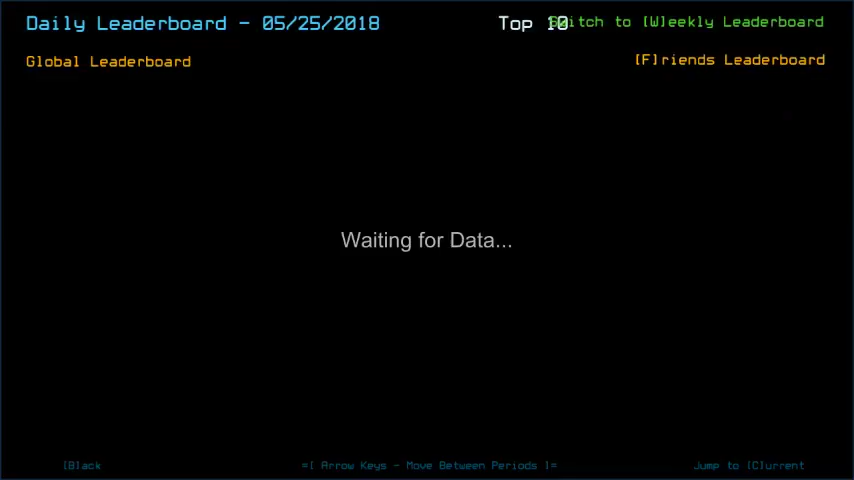 Daily Leaderboard - 05/25/2018
Top 10
Switch to [W]eekly Leaderboard
Global Leaderboard
[F]riends Leaderboard
Waiting for Data...
[B]ack
=[ Arrow Keys - Move Between Periods ]=
Jump to [C]urrent